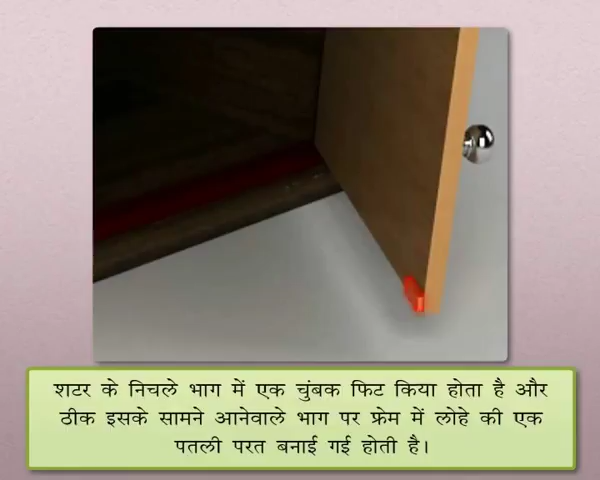 शटर के निचले भाग में एक चुंबक फिट किया होता है और
ठीक इसके सामने आनेवाले भाग पर फ्रेम में लोहे की एक
पतली परत बनाई गई होती है।